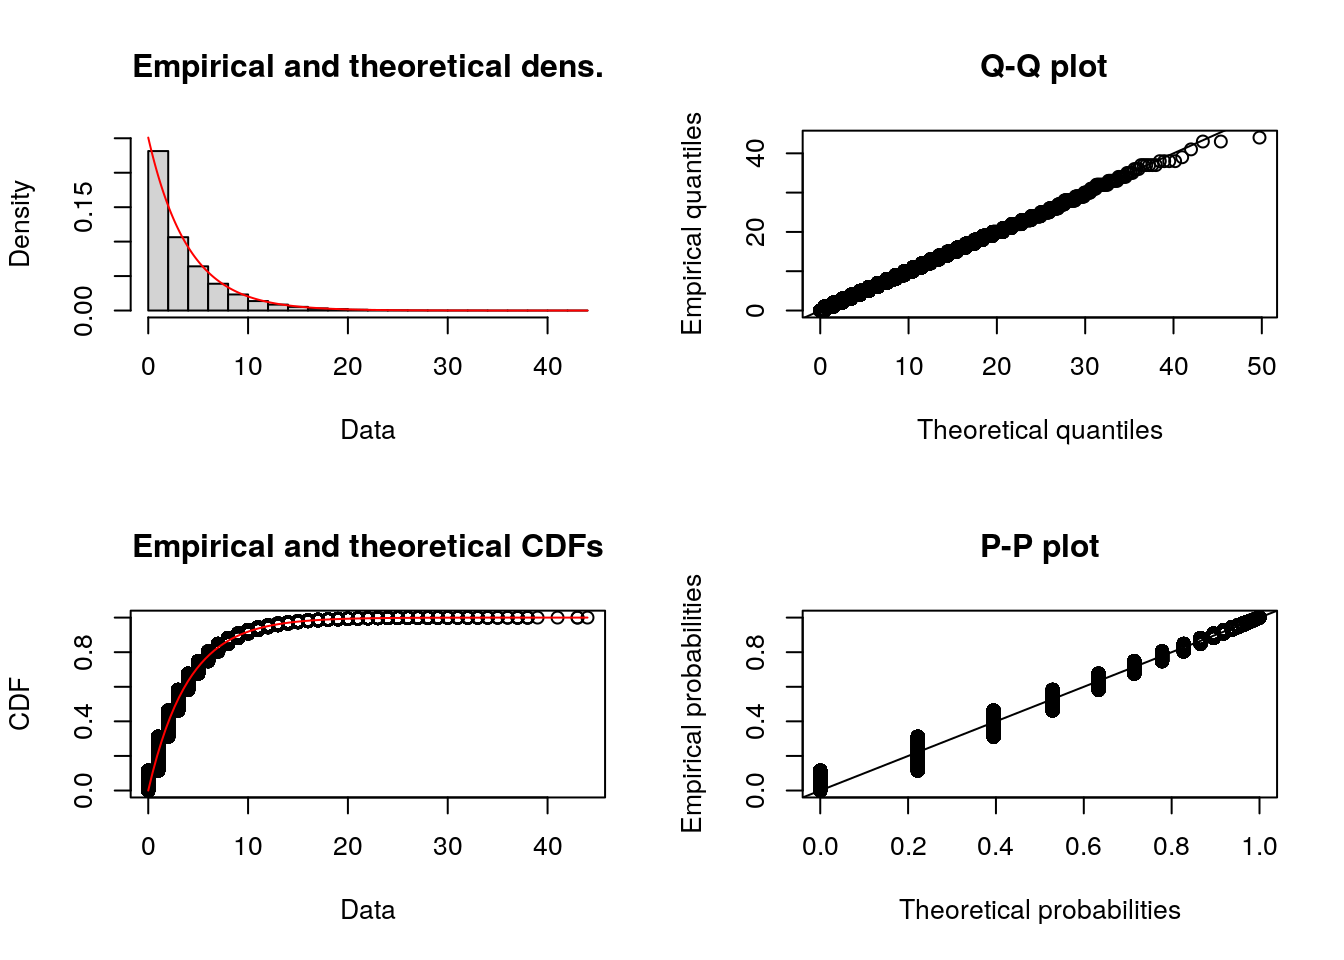 Empirical and theoretical dens.
Density
0.00 0.15
0 10 20 30 40
Data
Q-Q plot
Empirical quantiles
0 20 40
0 10 20 30 40 50
Theoretical quantiles
Empirical and theoretical CDFs
CDF
0.0 0.4 0.8
0 10 20 30 40
Data
P-P plot
Empirical probabilities
0.0 0.4 0.8
0.0 0.2 0.4 0.6 0.8 1.0
Theoretical probabilities